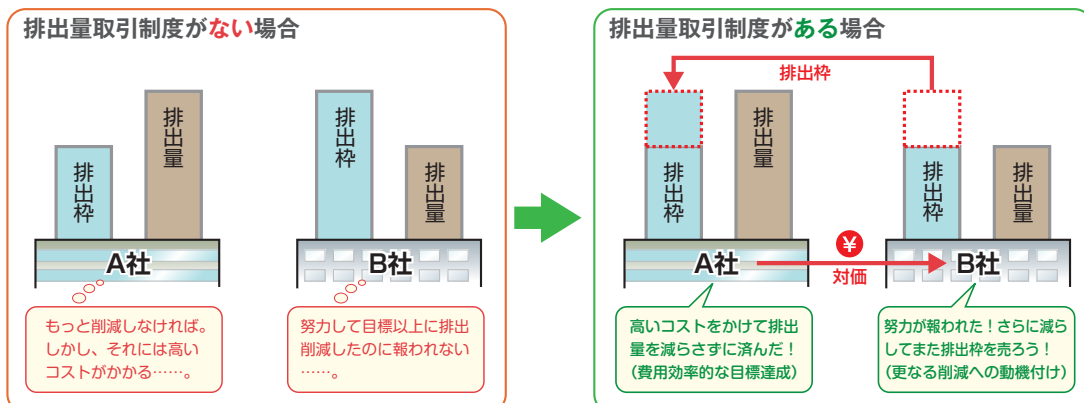 排出量取引制度がない場合
排出枠
排出量
排出枠
排出量
A社
B社
もっと削減しなければ。
しかし、それには高い
コストがかかる……。
努力して目標以上に排出
削減したのに報われない
……。
排出量取引制度がある場合
排出枠
排出枠
排出量
排出枠
排出量
A社
¥
対価
B社
高いコストをかけて排出
量を減らさずに済んだ！
（費用効率的な目標達成）
努力が報われた！さらに減ら
してまた排出枠を売ろう！
（更なる削減への動機付け）